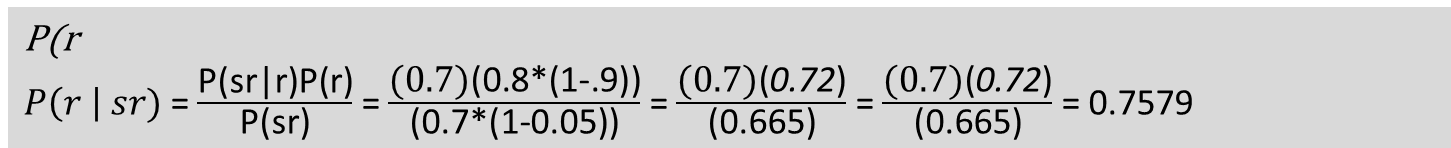 P(r
P(r | sr) = P(sr|r)P(r) / P(sr) = (0.7)(0.8*(1-.9)) / (0.7*(1-0.05)) = (0.7)(0.72) / (0.665) = (0.7)(0.72) / (0.665) = 0.7579